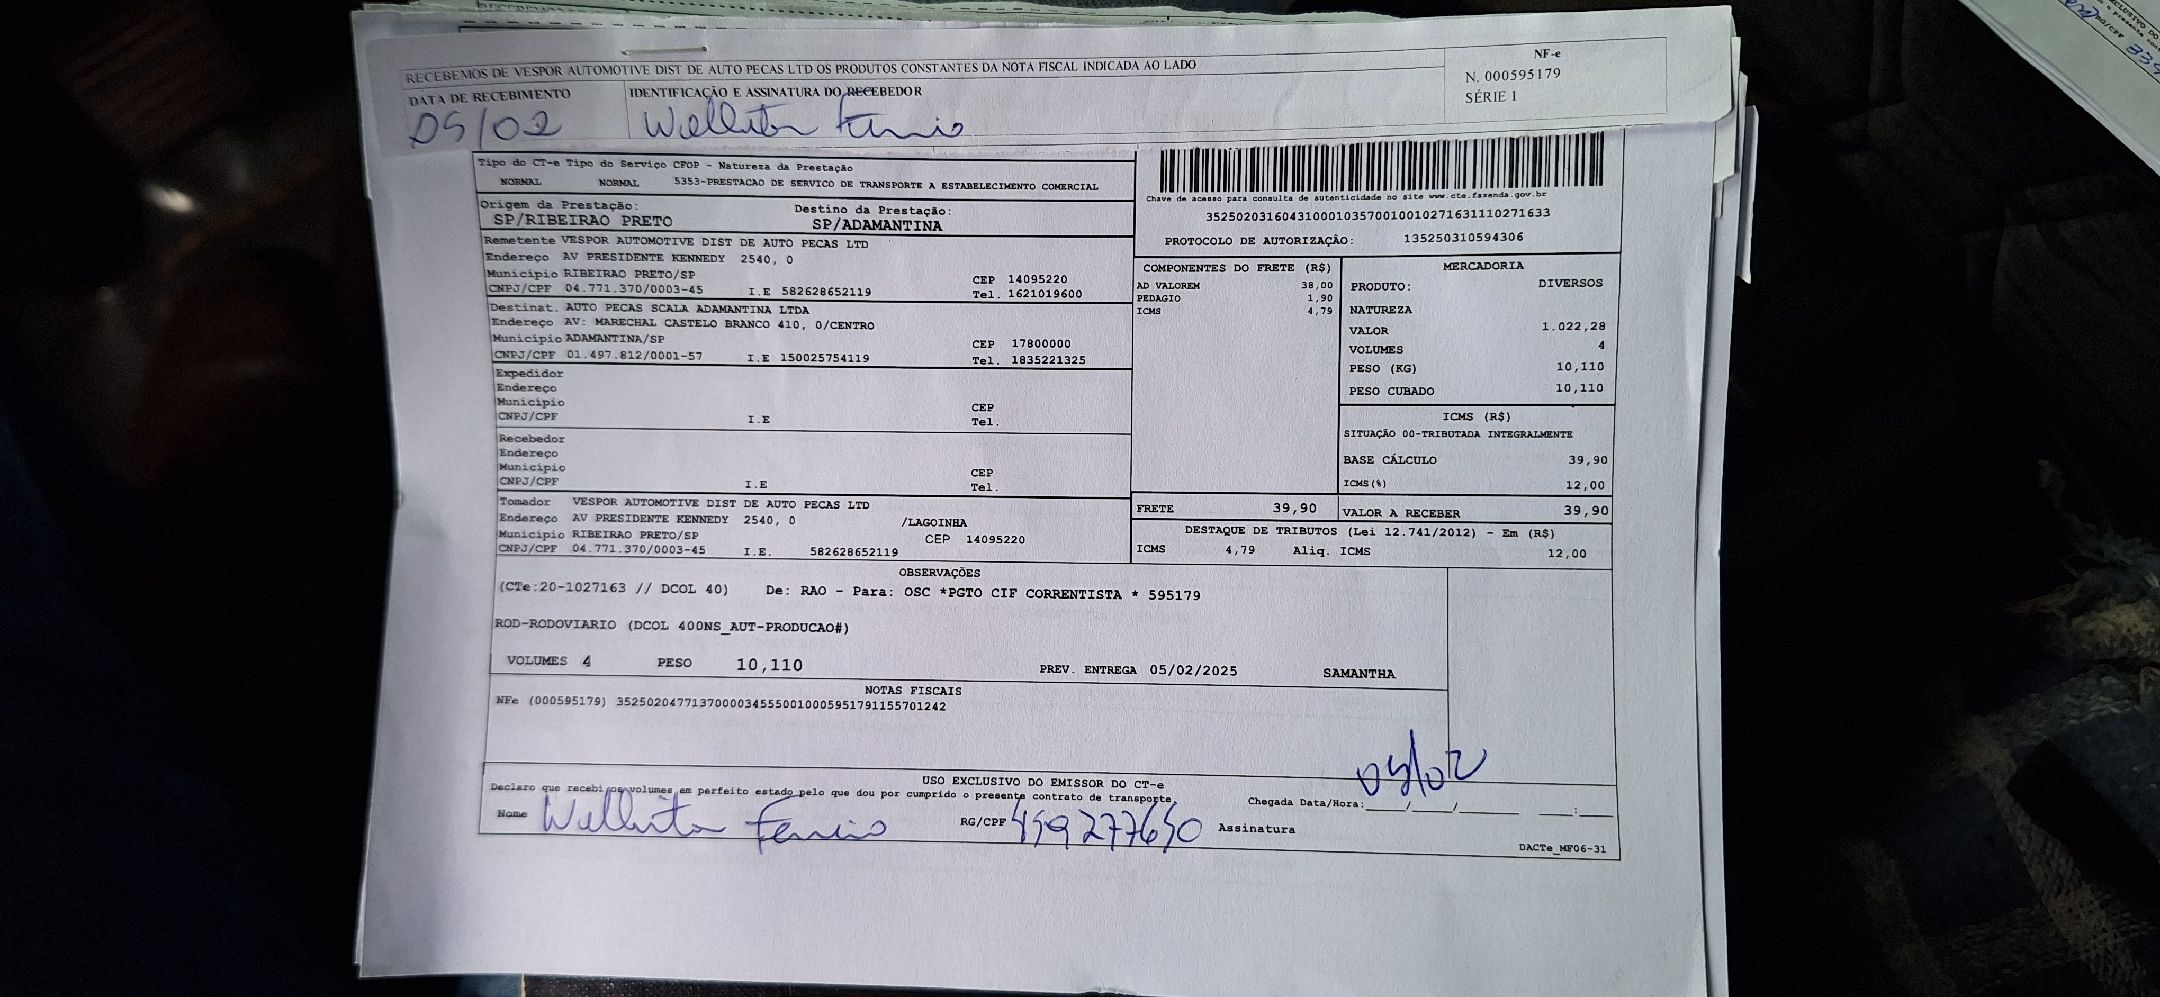 RECEBEMOS DE VESPOR AUTOMOTIVE DIST DE AUTO PECAS LTD OS PRODUTOS CONSTANTES DA NOTA FISCAL INDICADA AO LADO
NF-e
N. 000595179
SÉRIE 1
DATA DE RECEBIMENTO
05/02
IDENTIFICAÇÃO E ASSINATURA DO RECEBEDOR
Tipo do CT-e Tipo do Serviço CFOP - Natureza da Prestação
NORMAL NORMAL 5353-PRESTACAO DE SERVICO DE TRANSPORTE A ESTABELECIMENTO COMERCIAL
Origem da Prestação: Destino da Prestação:
SP/RIBEIRAO PRETO SP/ADAMANTINA
Chave de acesso para consulta de autenticidade no site www.cte.fazenda.gov.br
35250203160431000103570010010271631110271633
PROTOCOLO DE AUTORIZAÇÃO: 135250310594306
Remetente VESPOR AUTOMOTIVE DIST DE AUTO PECAS LTD
Endereço AV PRESIDENTE KENNEDY 2540, 0
Município RIBEIRAO PRETO/SP CEP 14095220
CNPJ/CPF 04.771.370/0003-45 I.E 582628652119 Tel. 1621019600
Destinat. AUTO PECAS SCALA ADAMANTINA LTDA
Endereço AV: MARECHAL CASTELO BRANCO 410, 0/CENTRO
Município ADAMANTINA/SP CEP 17800000
CNPJ/CPF 01.497.812/0001-57 I.E 150025754119 Tel. 1835221325
Expedidor
Endereço
Município CEP
CNPJ/CPF I.E Tel.
Recebedor
Endereço
Município CEP
CNPJ/CPF I.E Tel.
Tomador VESPOR AUTOMOTIVE DIST DE AUTO PECAS LTD
Endereço AV PRESIDENTE KENNEDY 2540, 0 /LAGOINHA
Município RIBEIRAO PRETO/SP CEP 14095220
CNPJ/CPF 04.771.370/0003-45 I.E. 582628652119
COMPONENTES DO FRETE (R$)
AD VALOREM 38,00
PEDAGIO 1,90
ICMS 4,79
MERCADORIA
PRODUTO: DIVERSOS
NATUREZA
VALOR 1.022,28
VOLUMES 4
PESO (KG) 10,110
PESO CUBADO 10,110
ICMS (R$)
SITUAÇÃO 00-TRIBUTADA INTEGRALMENTE
BASE CÁLCULO 39,90
ICMS(%) 12,00
FRETE 39,90 VALOR A RECEBER 39,90
DESTAQUE DE TRIBUTOS (Lei 12.741/2012) - Em (R$)
ICMS 4,79 Aliq. ICMS 12,00
OBSERVAÇÕES
(CTe:20-1027163 // DCOL 40) De: RAO - Para: OSC *PGTO CIF CORRENTISTA * 595179
ROD-RODOVIARIO (DCOL 400NS_AUT-PRODUCAO#)
VOLUMES 4 PESO 10,110 PREV. ENTREGA 05/02/2025 SAMANTHA
NOTAS FISCAIS
NFe (000595179) 35250204771370000345550010005951791155701242
05/02
USO EXCLUSIVO DO EMISSOR DO CT-e
Declaro que recebi os volumes em perfeito estado pelo que dou por cumprido o presente contrato de transporte.
Chegada Data/Hora:____/____/______ ____:____
Nome RG/CPF 459277650 Assinatura
DACTe_MF06-31